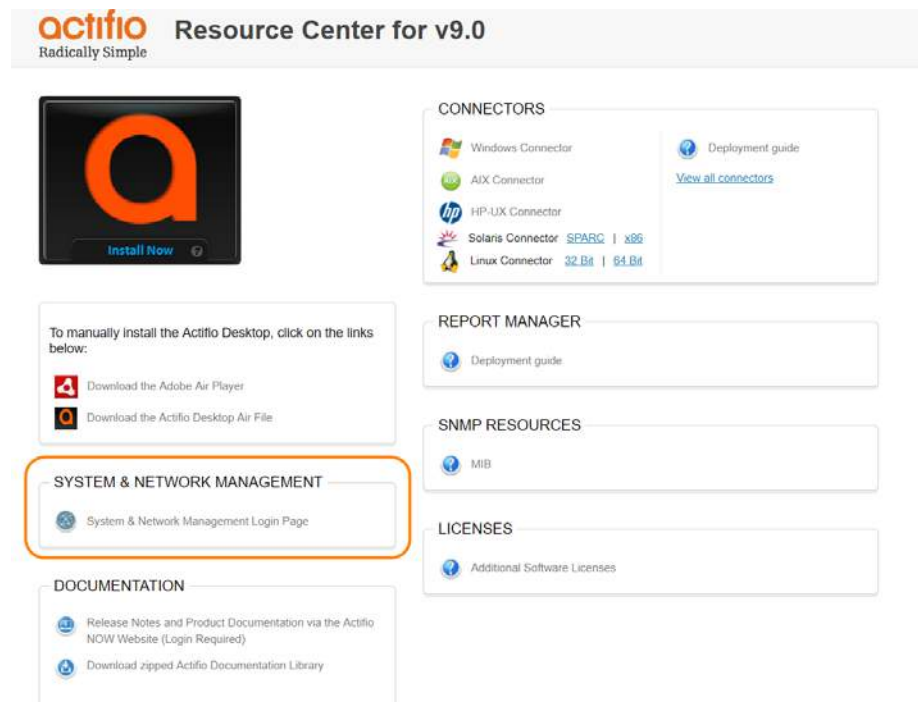 actifio
Radically Simple
Resource Center for v9.0
Install Now ?
To manually install the Actifio Desktop, click on the links
below:
Download the Adobe Air Player
Download the Actifio Desktop Air File
SYSTEM & NETWORK MANAGEMENT
System & Network Management Login Page
DOCUMENTATION
Release Notes and Product Documentation via the Actifio
NOW Website (Login Required)
Download zipped Actifio Documentation Library
CONNECTORS
Windows Connector
AIX Connector
HP-UX Connector
Solaris Connector SPARC | x86
Linux Connector 32 Bit | 64 Bit
Deployment guide
View all connectors
REPORT MANAGER
Deployment guide
SNMP RESOURCES
MIB
LICENSES
Additional Software Licenses